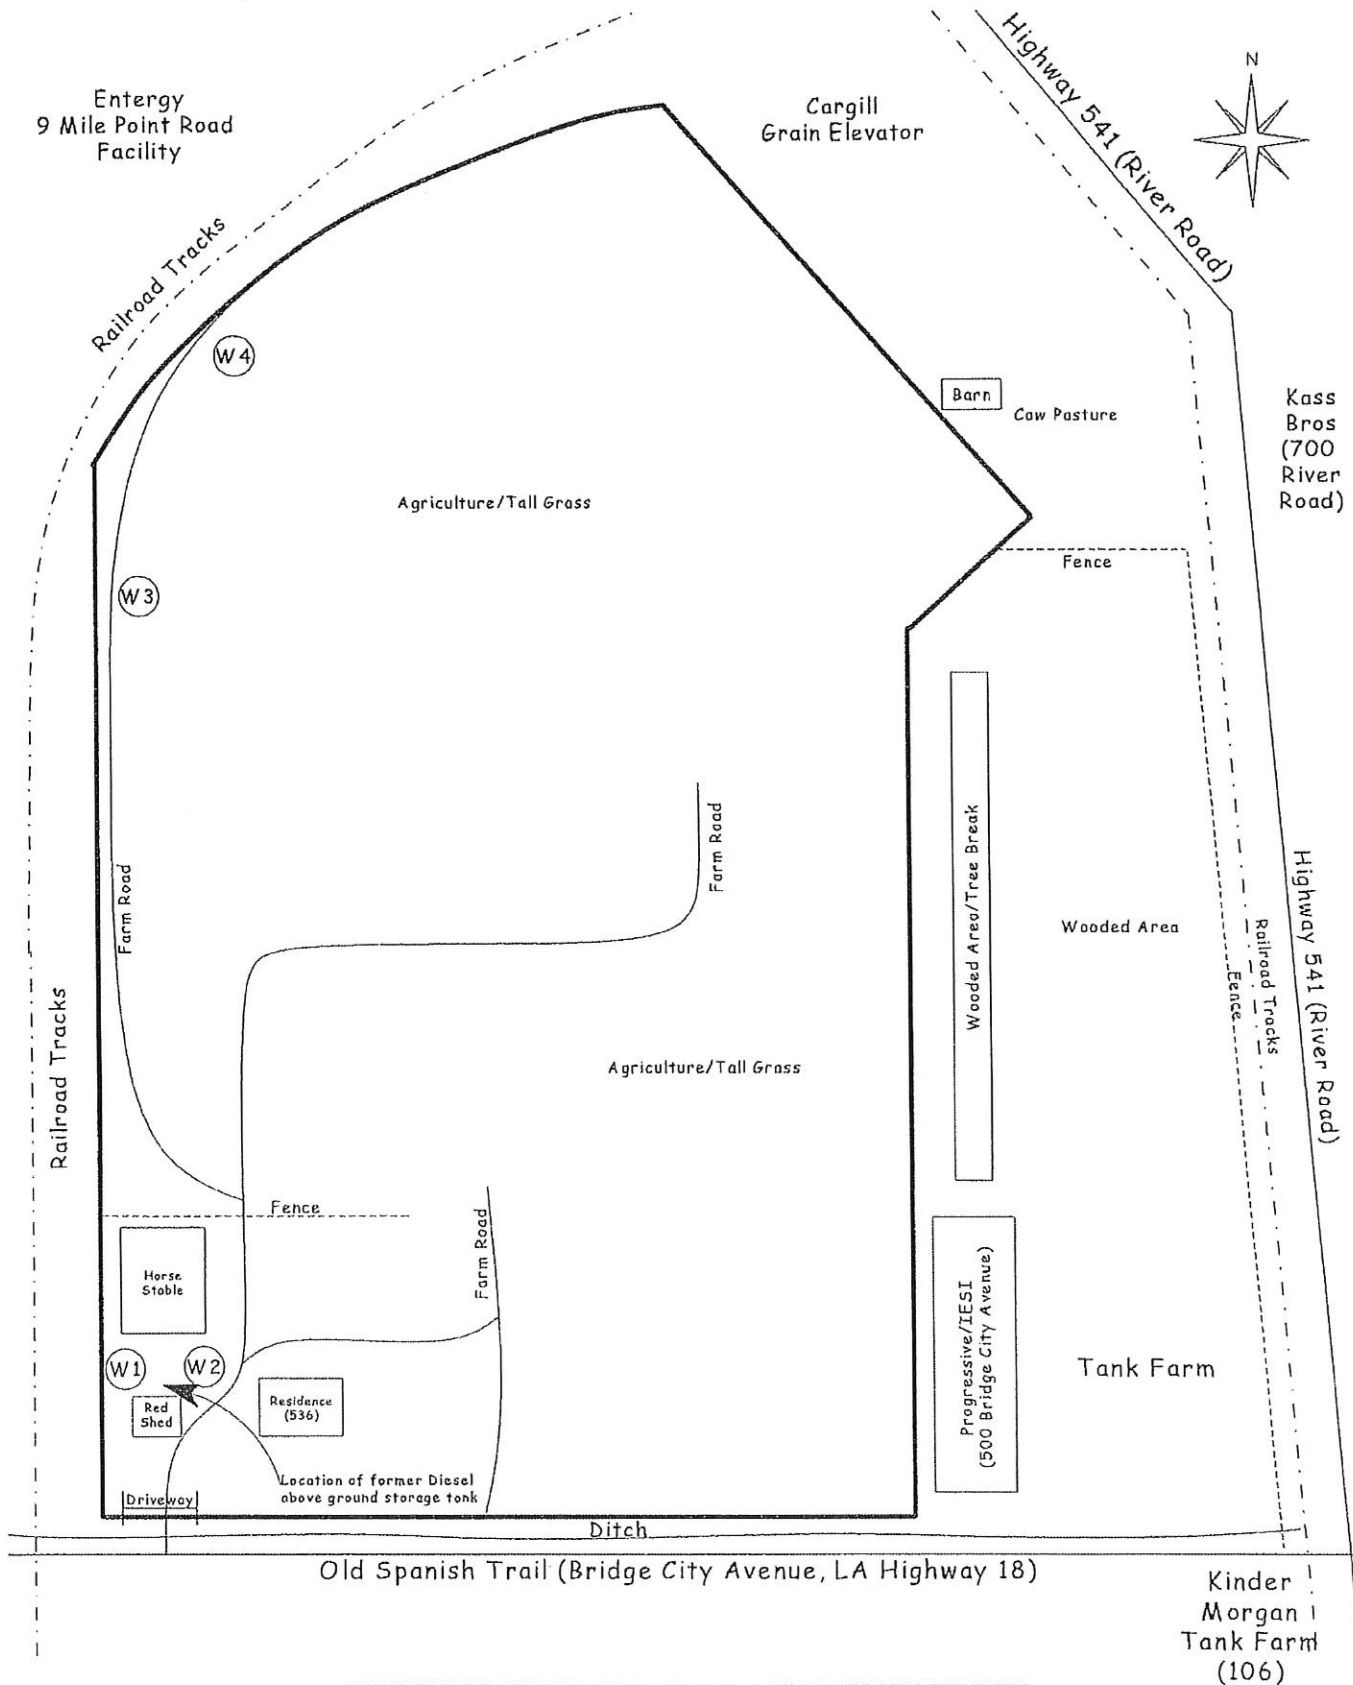 Entergy
9 Mile Point Road
Facility
Cargill
Grain Elevator
Highway 541 (River Road)
N
Railroad Tracks
W4
Barn
Cow Pasture
Kass
Bros
(700
River
Road)
Agriculture/Tall Grass
Fence
W3
Farm Road
Farm Road
Wooded Area/Tree Break
Wooded Area
Railroad Tracks
Fence
Highway 541 (River Road)
Railroad Tracks
Agriculture/Tall Grass
Fence
Horse
Stable
Farm Road
Progressive/IESI
(500 Bridge City Avenue)
W1
W2
Tank Farm
Red
Shed
Residence
(536)
Location of former Diesel
above ground storage tank
Driveway
Ditch
Old Spanish Trail (Bridge City Avenue, LA Highway 18)
Kinder
Morgan
Tank Farm
(106)